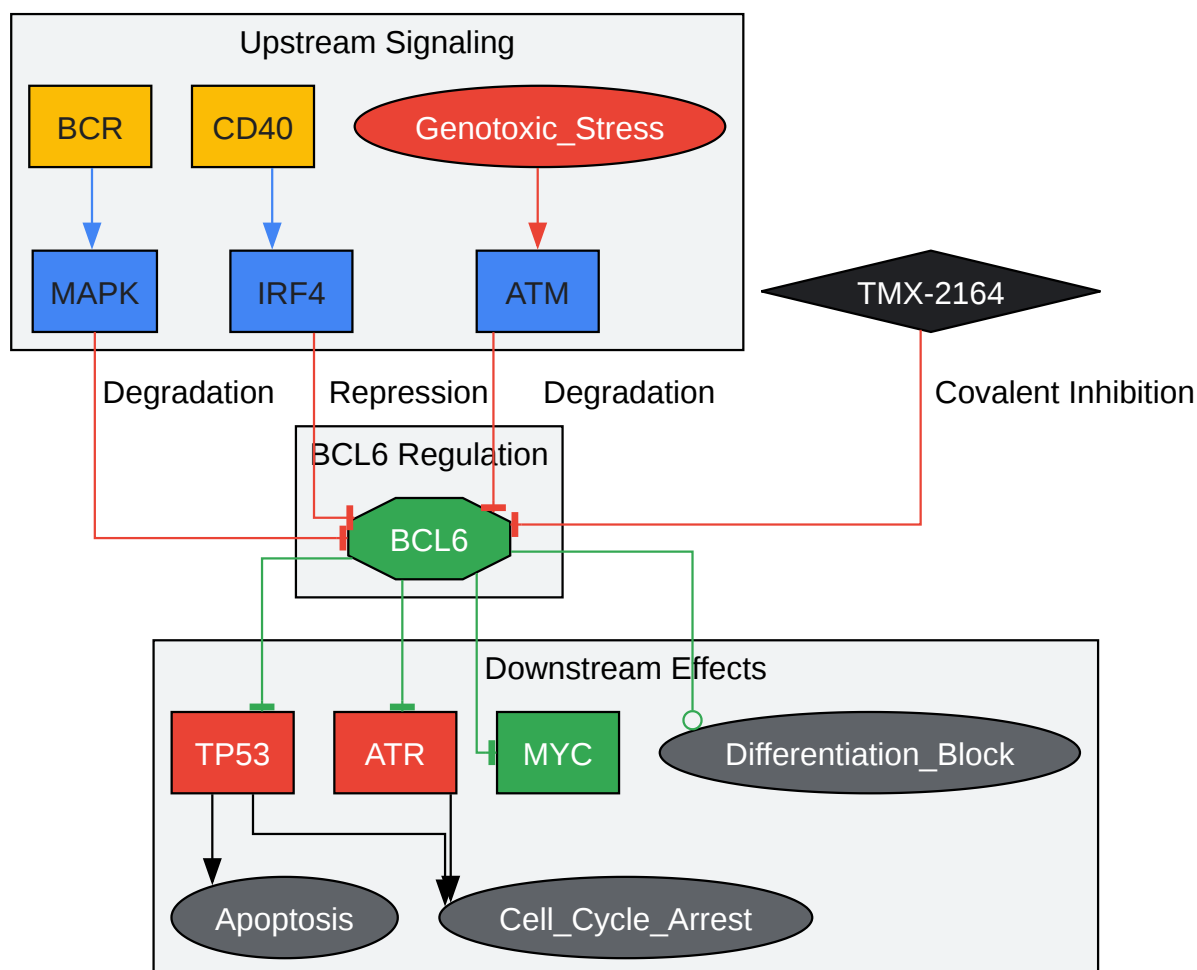 Upstream Signaling
BCR
CD40
Genotoxic_Stress
MAPK
IRF4
ATM
TMX-2164
Degradation
Repression
Degradation
Covalent Inhibition
BCL6 Regulation
BCL6
Downstream Effects
TP53
ATR
MYC
Differentiation_Block
Apoptosis
Cell_Cycle_Arrest